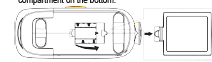 compartment on the bottom.